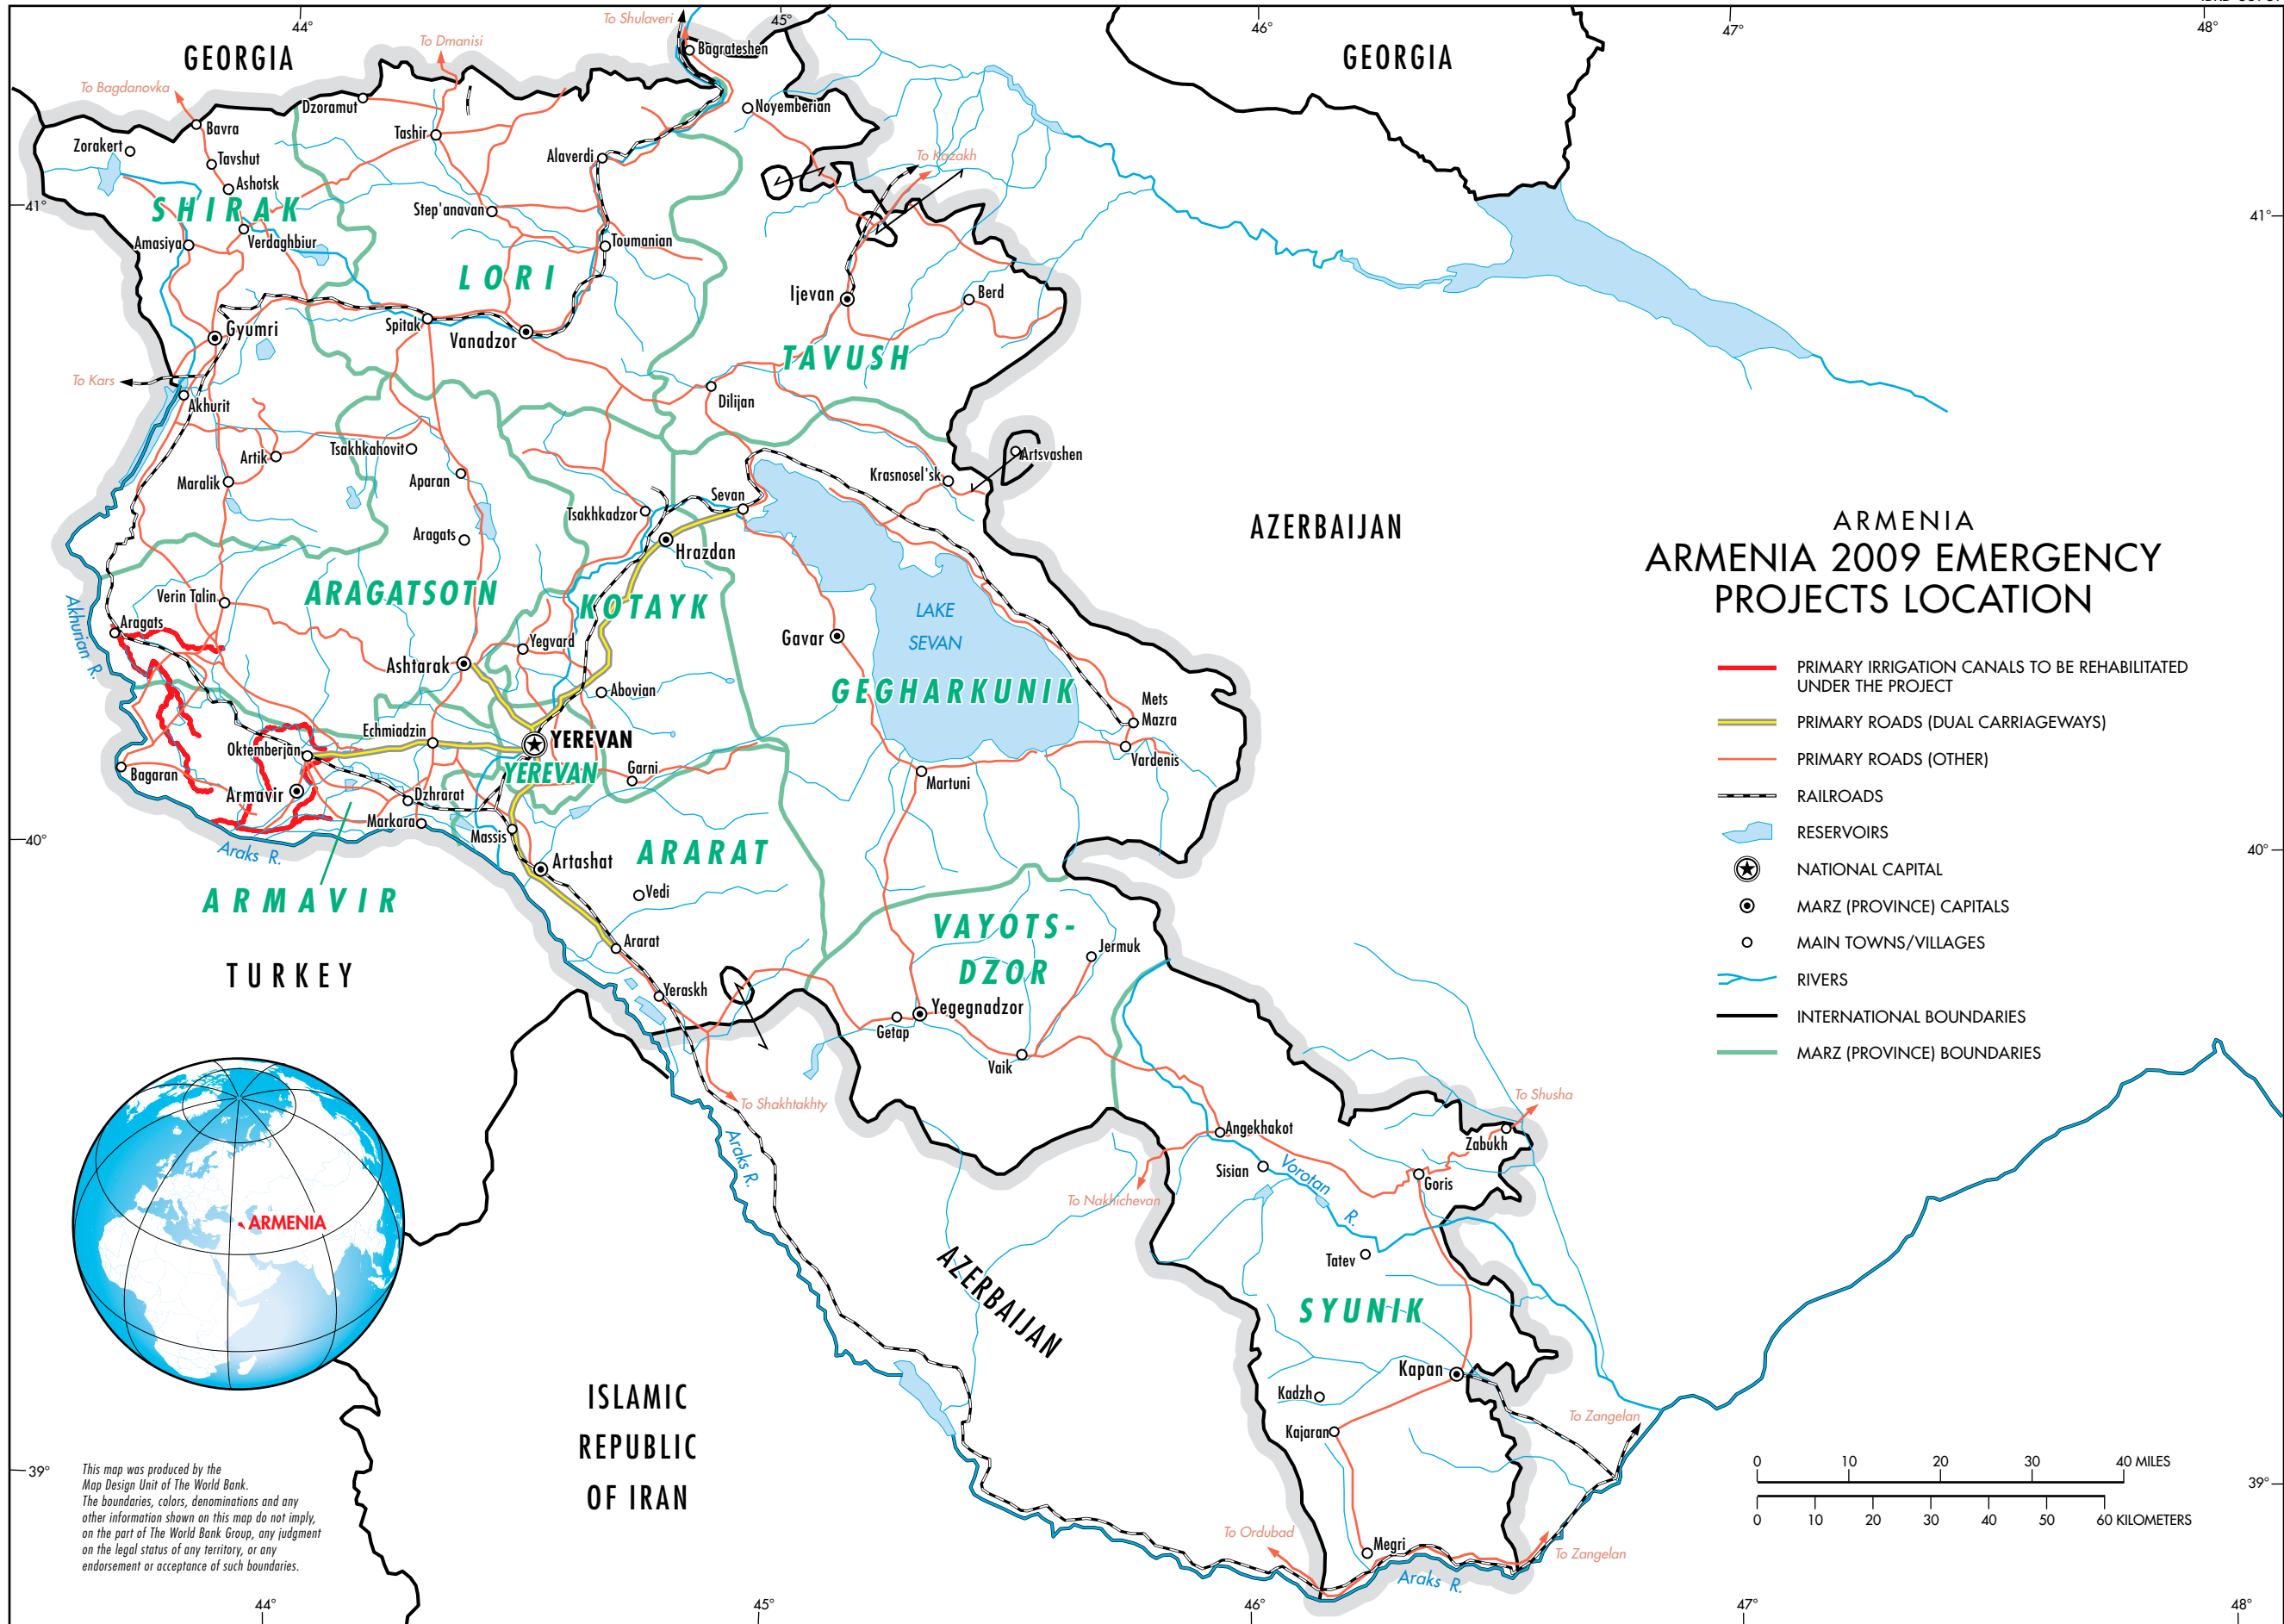 44°
45°
46°
47°
48°
To Shulaveri
To Dmanisi
GEORGIA
GEORGIA
Bagrateshen
To Bagdanovka
Dzoramut
Noyemberian
Bavra
Tashir
Zorakert
Tavshut
Alaverdi
To Kazakh
Ashotsk
41°
SHIRAK
Step'anavan
41°
Amasiya
Verdaghbiur
Toumanian
LORI
Ijevan
Berd
Gyumri
Spitak
Vanadzor
TAVUSH
To Kars
Akhurit
Dilijan
Artik
Tsakhkahovit
Artsvashen
Maralik
Aparan
Krasnosel'sk
Sevan
Tsakhkadzor
Aragats
Hrazdan
AZERBAIJAN
ARMENIA
ARMENIA 2009 EMERGENCY
PROJECTS LOCATION
Verin Talin
ARAGATSOTN
KOTAYK
LAKE
SEVAN
Akhurian R.
Aragats
Yegvard
Gavar
Ashtarak
Abovian
GEGHARKUNIK
Mets
Mazra
Echmiadzin
Oktemberjan
YEREVAN
YEREVAN
Garni
Vardenis
Bagaran
Martuni
Armavir
Dzhrarat
Markara
Massis
40°
Araks R.
40°
Artashat
ARARAT
ARMAVIR
Vedi
VAYOTS-
DZOR
Ararat
Jermuk
TURKEY
Yeraskh
Yegegnadzor
Getap
Vaik
To Shakhtakhty
Araks R.
Angekhakot
To Shusha
Zabukh
Sisian
Vorotan
R.
Goris
To Nakhichevan
ARMENIA
Tatev
AZERBAIJAN
SYUNIK
Kapan
Kadzh
Kajaran
ISLAMIC
REPUBLIC
OF IRAN
To Zangelan
39°
39°
To Ordubad
Megri
To Zangelan
Araks R.
PRIMARY IRRIGATION CANALS TO BE REHABILITATED
UNDER THE PROJECT
PRIMARY ROADS (DUAL CARRIAGEWAYS)
PRIMARY ROADS (OTHER)
RAILROADS
RESERVOIRS
NATIONAL CAPITAL
MARZ (PROVINCE) CAPITALS
MAIN TOWNS/VILLAGES
RIVERS
INTERNATIONAL BOUNDARIES
MARZ (PROVINCE) BOUNDARIES
0 10 20 30 40 MILES
0 10 20 30 40 50 60 KILOMETERS
This map was produced by the
Map Design Unit of The World Bank.
The boundaries, colors, denominations and any
other information shown on this map do not imply,
on the part of The World Bank Group, any judgment
on the legal status of any territory, or any
endorsement or acceptance of such boundaries.
44°
45°
46°
47°
48°